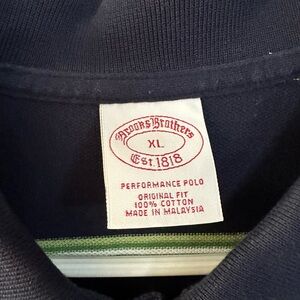 Brooks Brothers
XL
Est. 1818
PERFORMANCE POLO
ORIGINAL FIT
100% COTTON
MADE IN MALAYSIA